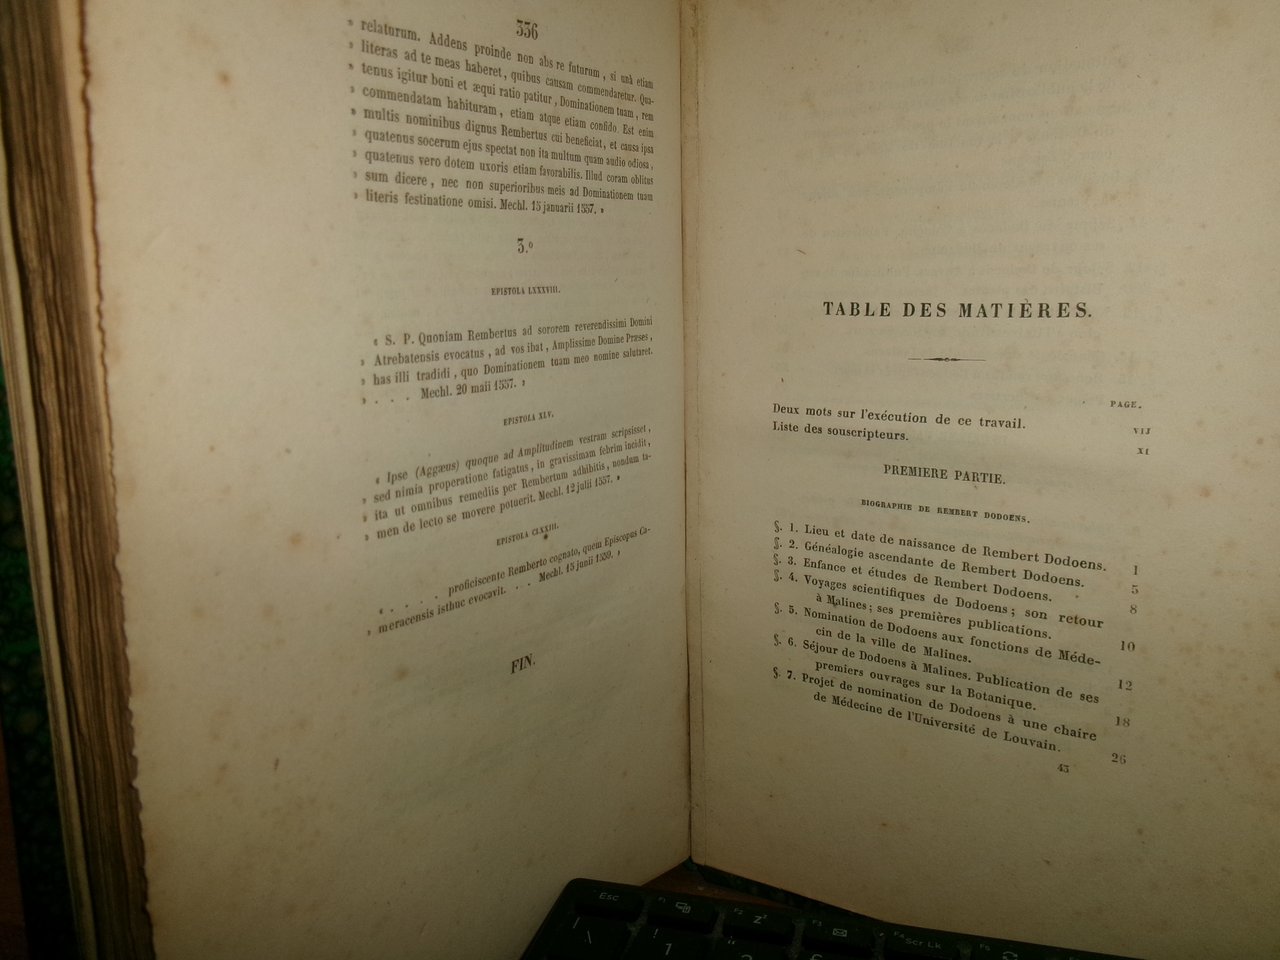 336
» relaturum. Addens proinde non abs re futurum, si unà etiam
» literas ad te meas haberet, quibus causam commendaretur. Qua-
» tenus igitur boni et æqui ratio patitur, Dominationem tuam, rem
» commendatam habituram, etiam atque etiam confido. Est enim
» multis nominibus dignus Rembertus cui beneficiat, et causa ipsa
» quatenus socerum ejus spectat non ita multum quam audio odiosa,
» quatenus vero dotem uxoris etiam favorabilis. Illud coram oblitus
» sum dicere, nec non superioribus meis ad Dominationem tuam
» literis festinatione omisi. Mechl. 15 januarii 1557. »
3.º
EPISTOLA LXXXVIII.
« S. P. Quoniam Rembertus ad sororem reverendissimi Domini
» Atrebatensis evocatus, ad vos ibat, Amplissime Domine Præses,
» has illi tradidi, quo Dominationem tuam meo nomine salutaret.
» . . . Mechl. 20 maii 1557. »
EPISTOLA XLV.
« Ipse (Aggæus) quoque ad Amplitudinem vestram scripsisset,
» sed nimia properatione fatigatus, in gravissimam febrim incidit,
» ita ut omnibus remediis per Rembertum adhibitis, nondum ta-
» men de lecto se movere potuerit. Mechl. 12 julii 1557. »
EPISTOLA CLXXIII.
« . . . . proficiscente Remberto cognato, quem Episcopus Ca-
» meracensis isthuc evocavit. . . Mechl. 15 junii 1559. »
FIN.
TABLE DES MATIÈRES.
PAGE.
Deux mots sur l'exécution de ce travail. VIJ
Liste des souscripteurs. XI
PREMIERE PARTIE.
BIOGRAPHIE DE REMBERT DODOENS.
§. 1. Lieu et date de naissance de Rembert Dodoens. 1
§. 2. Généalogie ascendante de Rembert Dodoens. 5
§. 3. Enfance et études de Rembert Dodoens. 8
§. 4. Voyages scientifiques de Dodoens; son retour
à Malines; ses premières publications. 10
§. 5. Nomination de Dodoens aux fonctions de Méde-
cin de la ville de Malines. 12
§. 6. Séjour de Dodoens à Malines. Publication de ses
premiers ouvrages sur la Botanique. 18
§. 7. Projet de nomination de Dodoens à une chaire
de Médecine de l'Université de Louvain. 26
43
Esc F1 F2 Zz F3 F4 Scr Lk
! 1